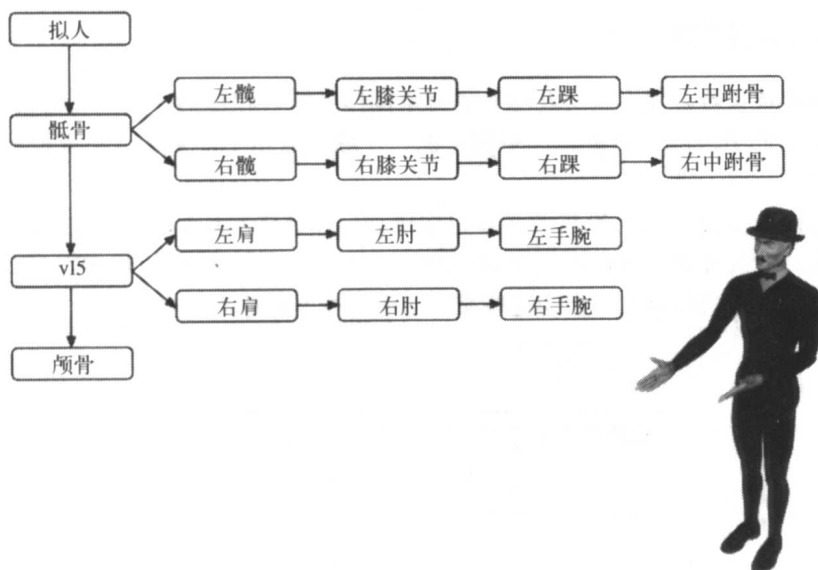 拟人
左髋 左膝关节 左踝 左中跗骨
骶骨
右髋 右膝关节 右踝 右中跗骨
左肩 左肘 左手腕
vl5
右肩 右肘 右手腕
颅骨